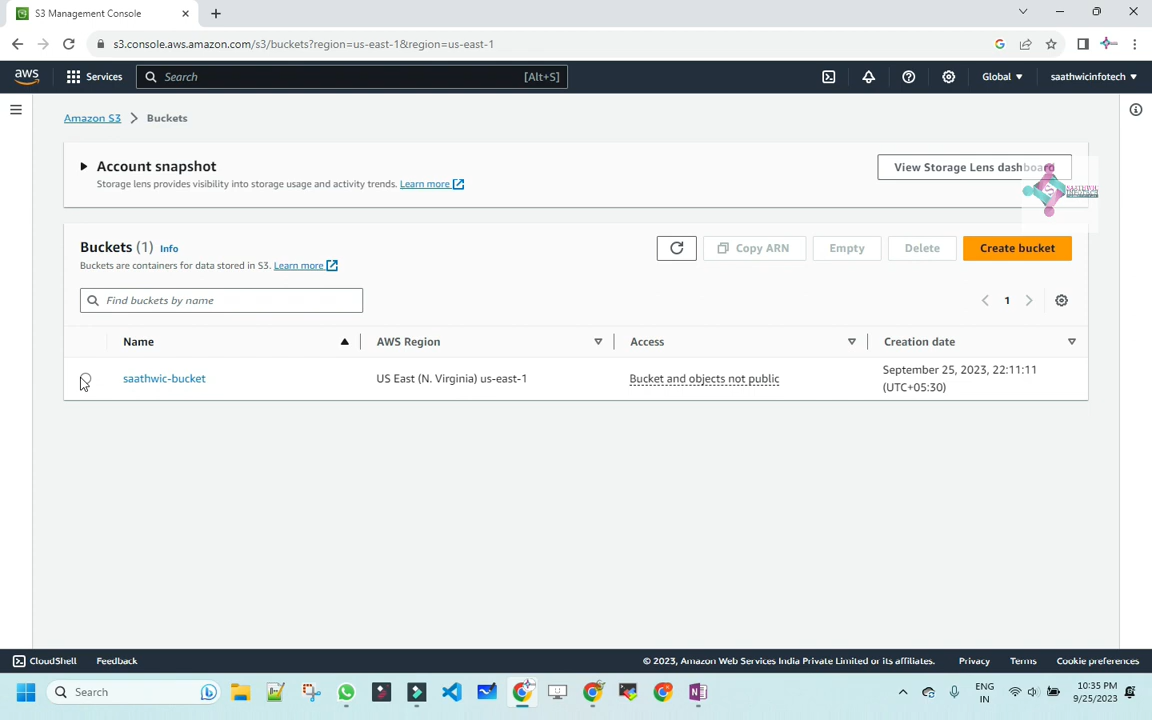 S3 Management Console
s3.console.aws.amazon.com/s3/buckets?region=us-east-1&region=us-east-1
aws
Services
Search
[Alt+S]
Global
saathwicinfotech
Amazon S3 > Buckets
Account snapshot
Storage lens provides visibility into storage usage and activity trends. Learn more
View Storage Lens dashboard
Buckets (1) Info
Buckets are containers for data stored in S3. Learn more
Copy ARN
Empty
Delete
Create bucket
Find buckets by name
1
Name
AWS Region
Access
Creation date
saathwic-bucket
US East (N. Virginia) us-east-1
Bucket and objects not public
September 25, 2023, 22:11:11
(UTC+05:30)
CloudShell
Feedback
© 2023, Amazon Web Services India Private Limited or its affiliates.
Privacy
Terms
Cookie preferences
Search
ENG
IN
10:35 PM
9/25/2023